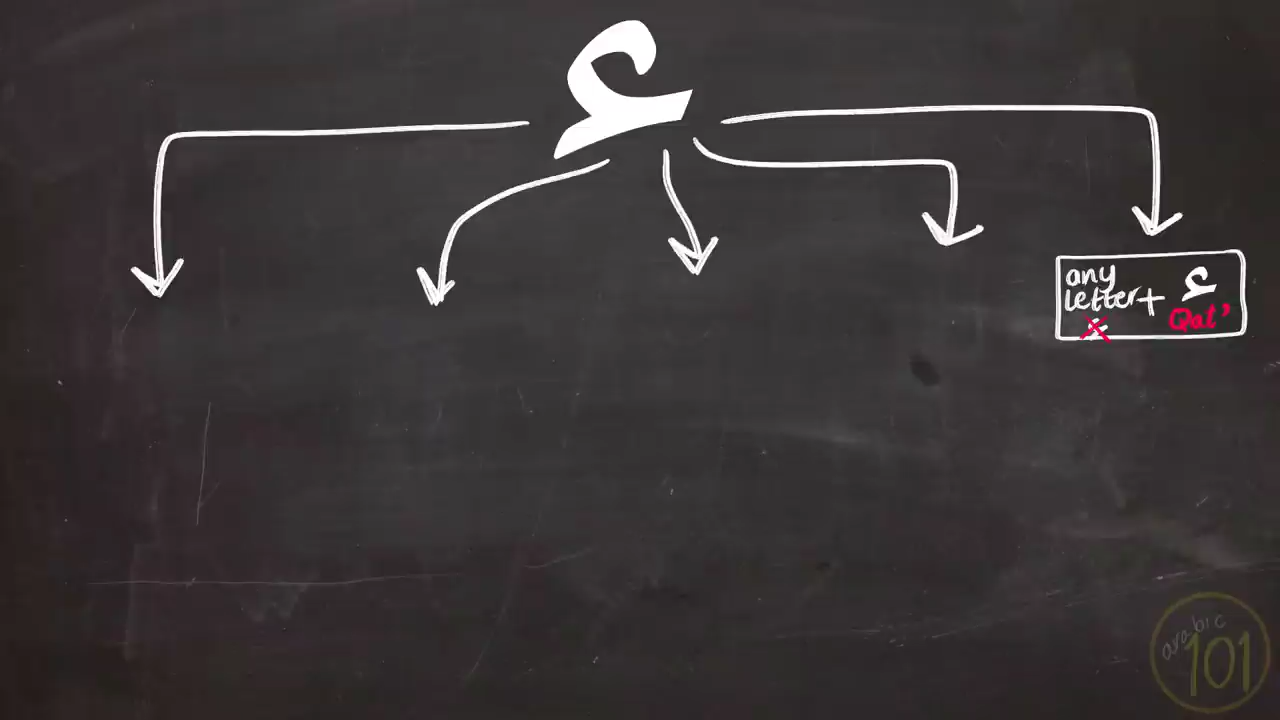 ء
any
letter + ء
Qat'
arabic
101